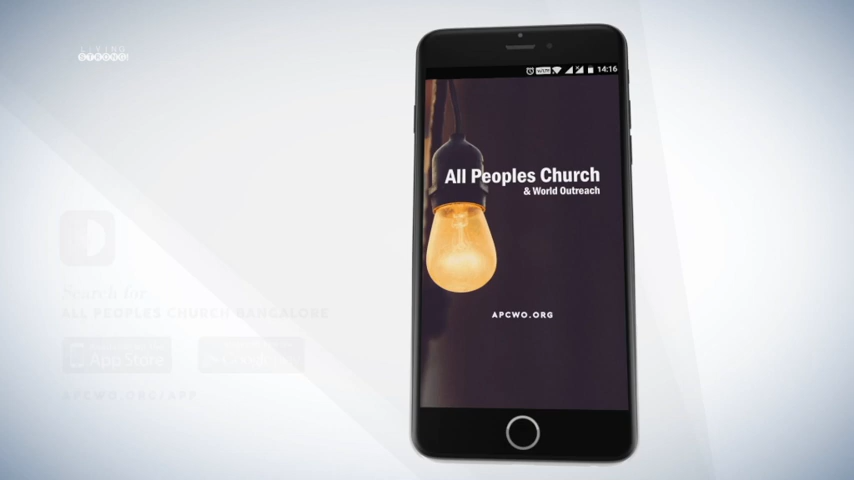 LIVING
STRONG!
VoLTE
14:16
All Peoples Church
& World Outreach
APCWO.ORG
Search for
ALL PEOPLES CHURCH BANGALORE
App Store
APCWO.ORG/APP